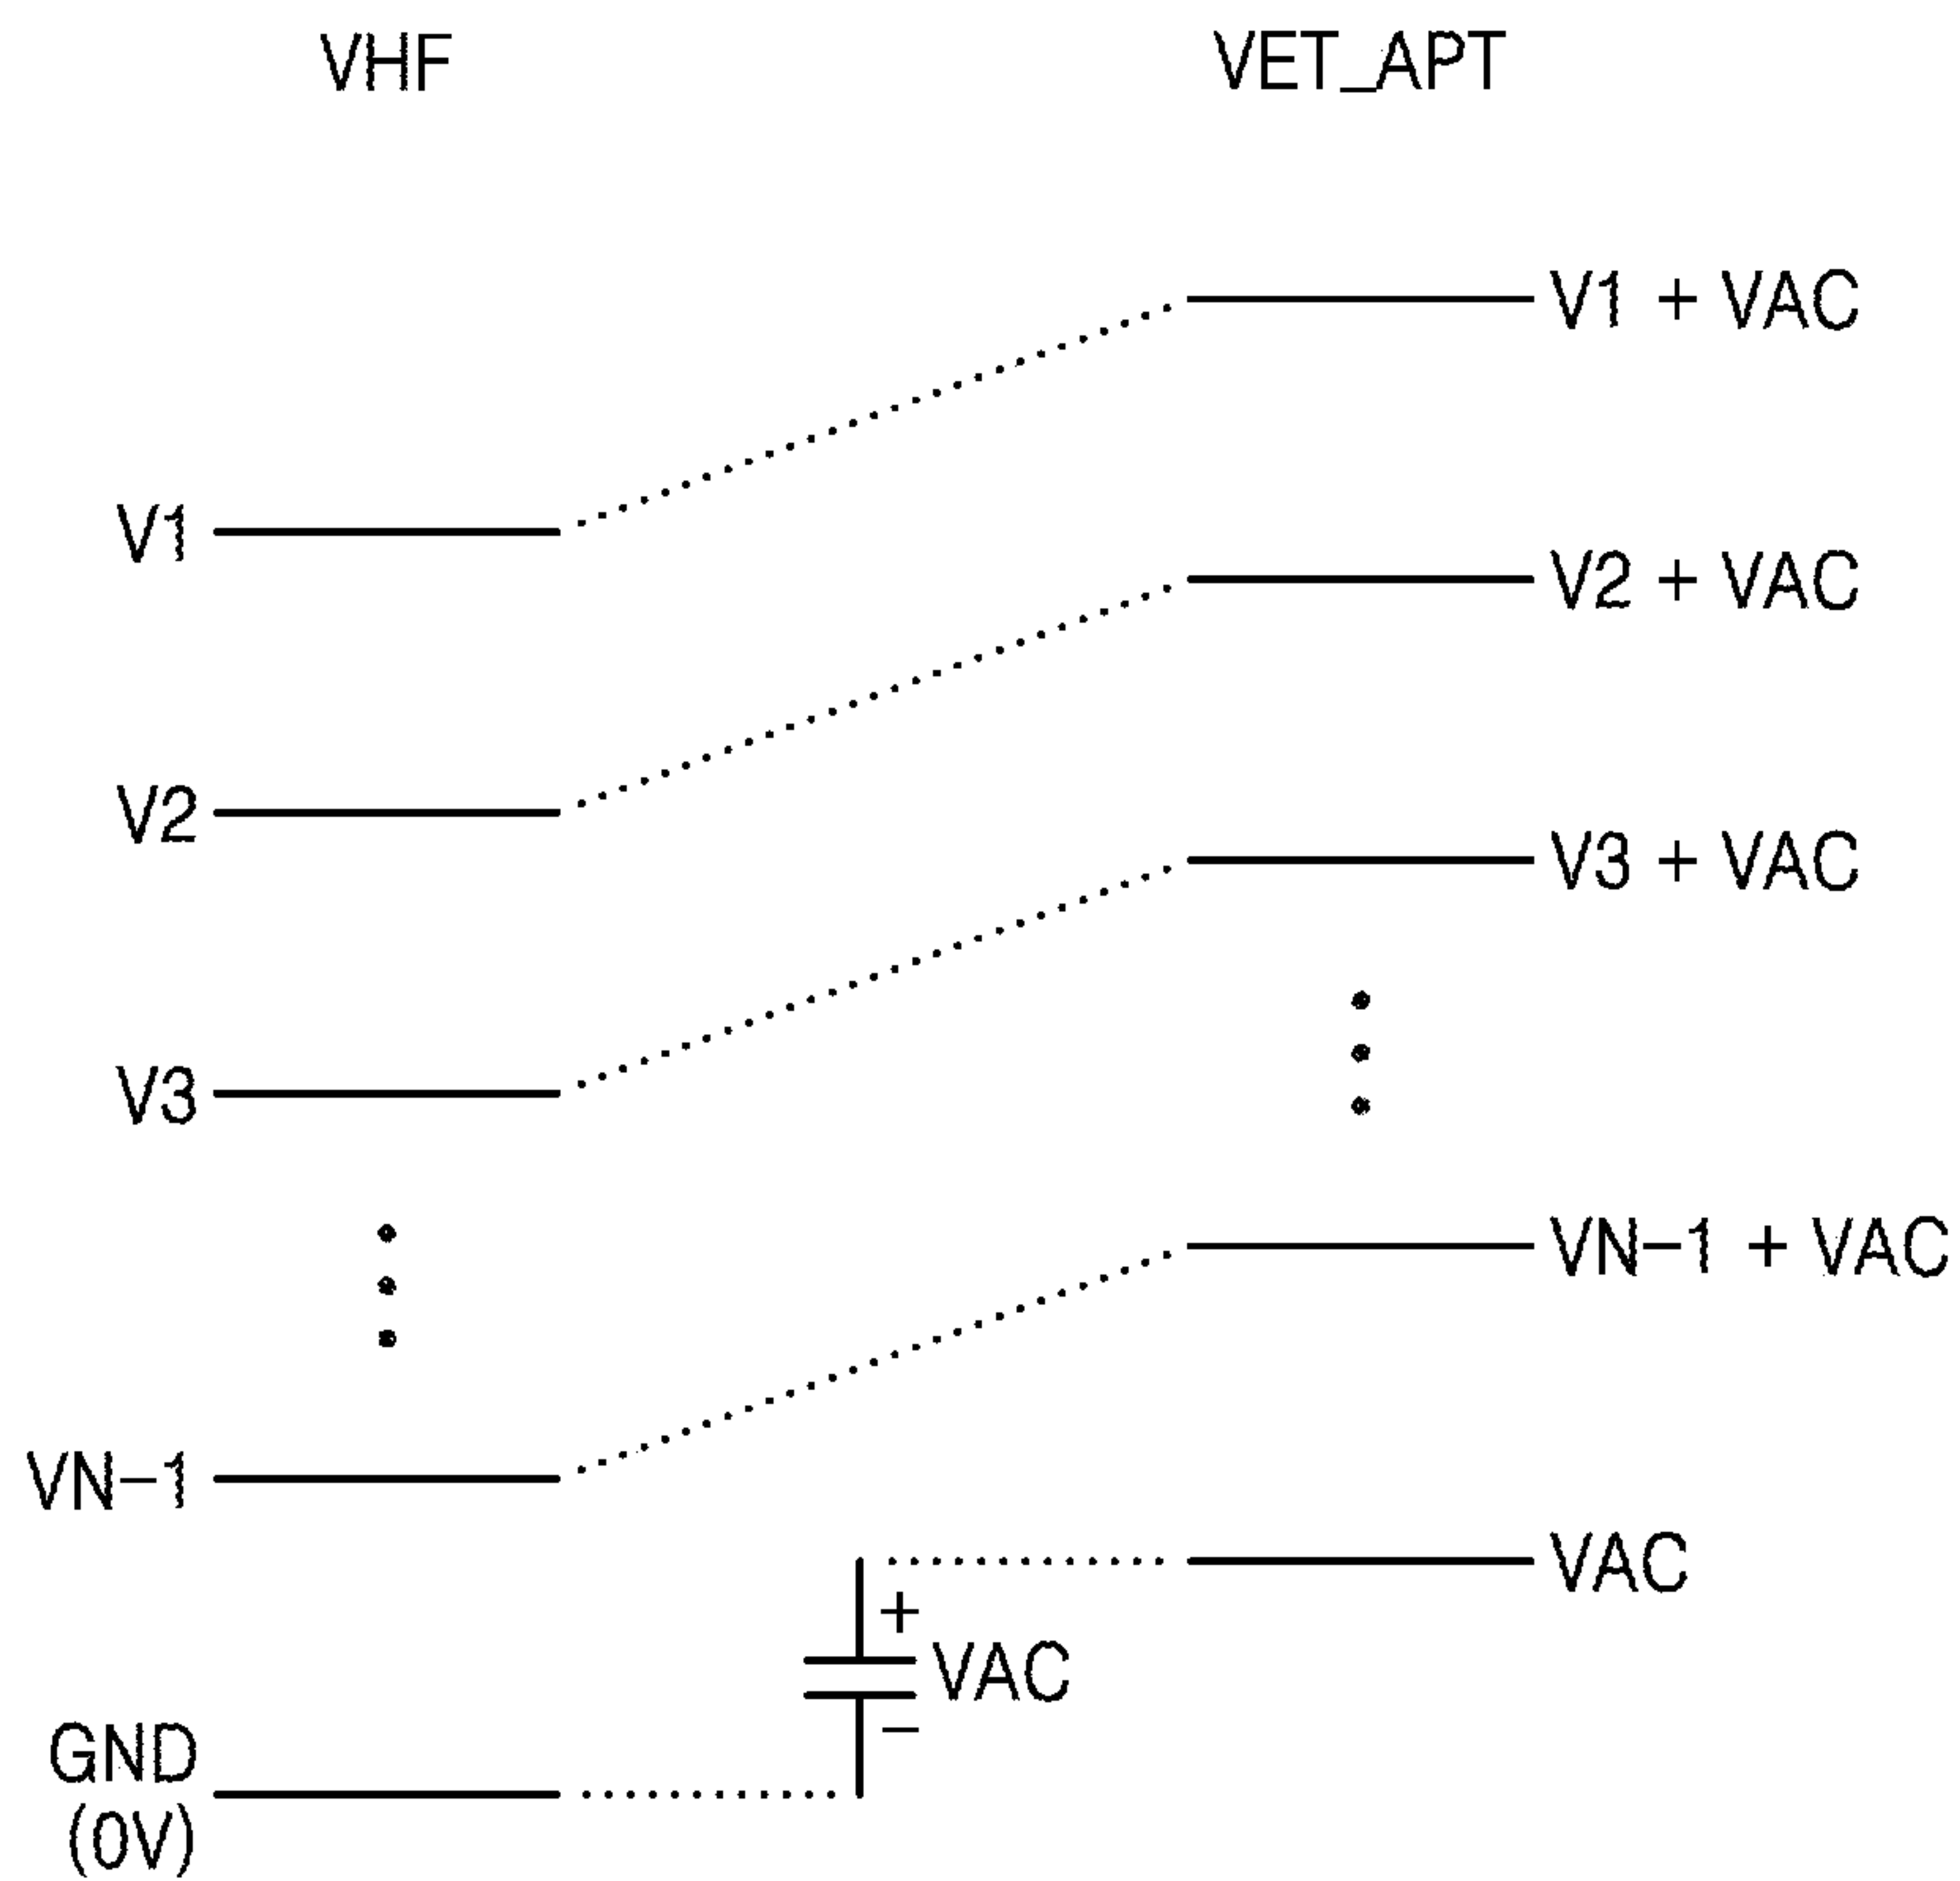 VHF VET_APT
V1 + VAC
V1
V2 + VAC
V2
V3 + VAC
V3
VN-1 + VAC
VN-1
VAC
+
VAC
−
GND
(0V)